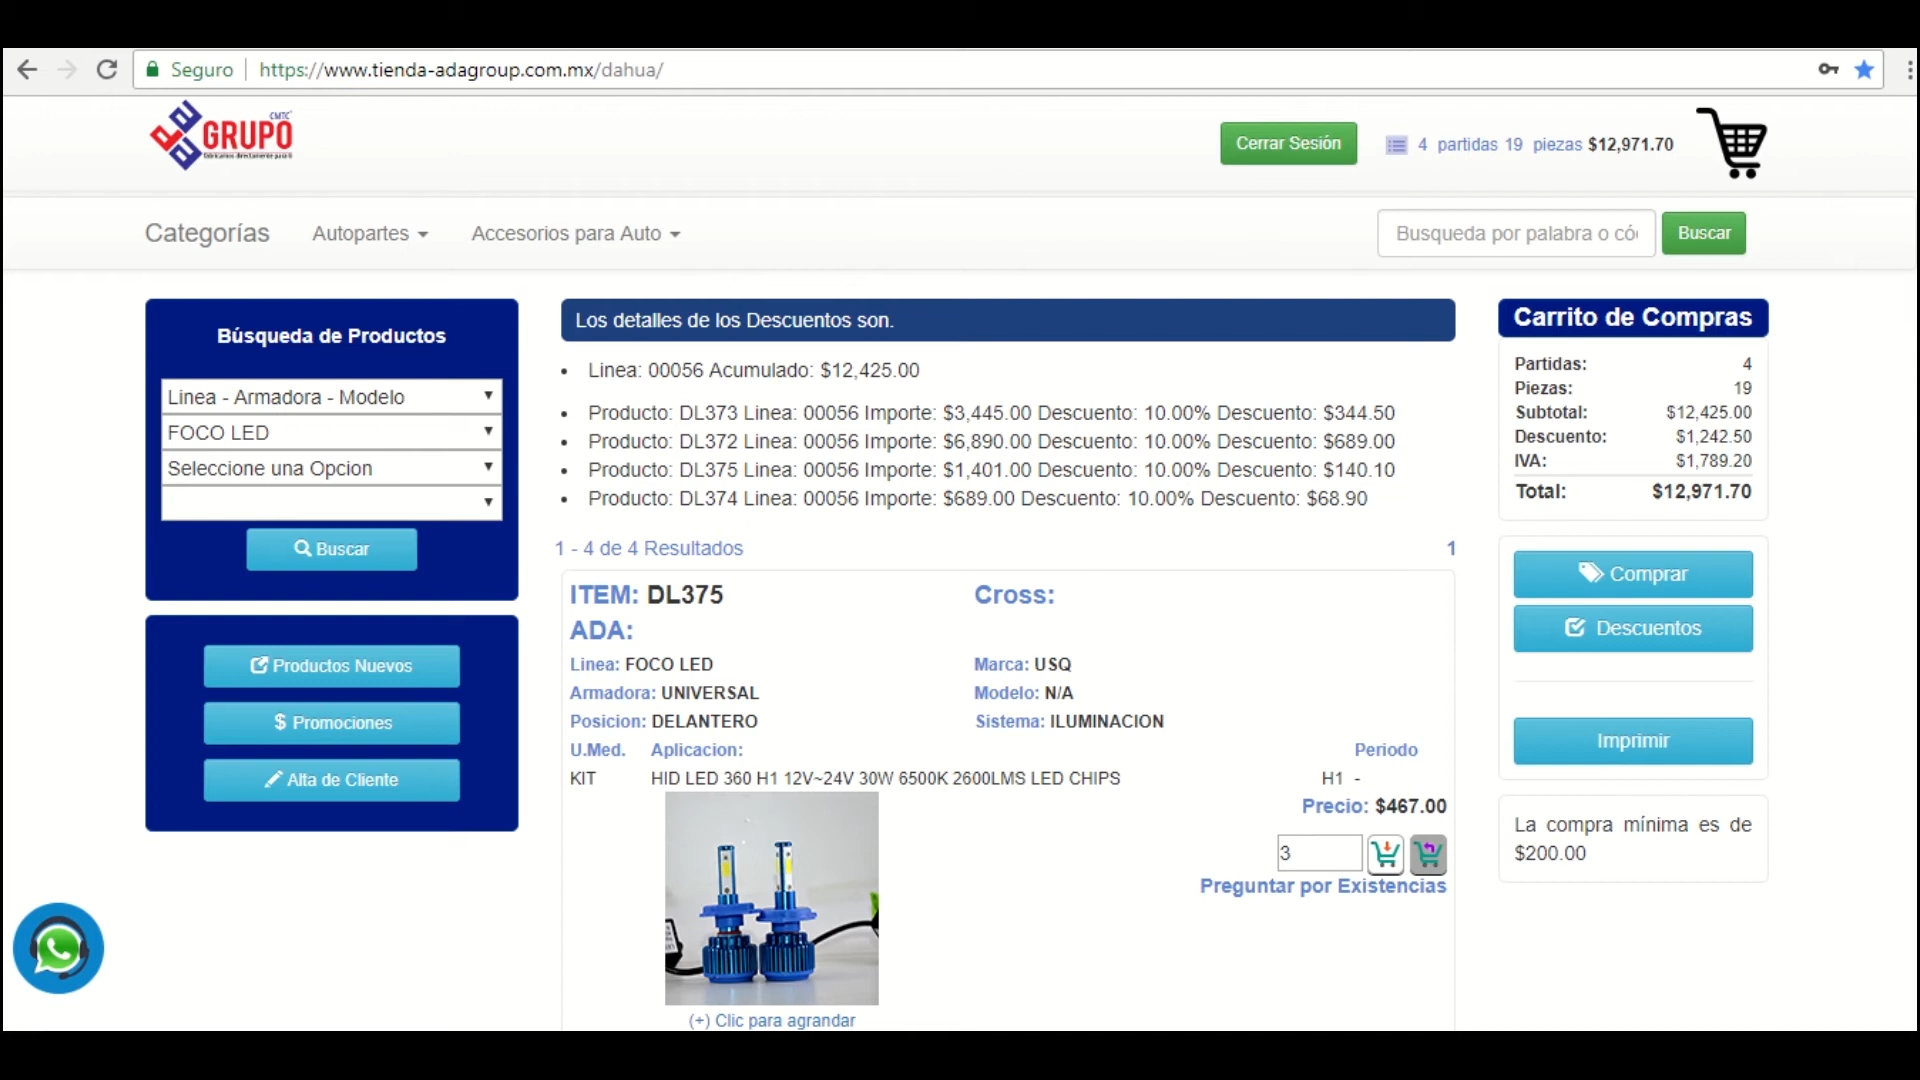 Seguro | https://www.tienda-adagroup.com.mx/dahua/
GRUPO
CMTC
Cerrar Sesión
4 partidas 19 piezas $12,971.70
Categorías
Autopartes
Accesorios para Auto
Busqueda por palabra o có
Buscar
Búsqueda de Productos
Linea - Armadora - Modelo
FOCO LED
Seleccione una Opcion
Buscar
Productos Nuevos
$ Promociones
Alta de Cliente
Los detalles de los Descuentos son.
• Linea: 00056 Acumulado: $12,425.00
• Producto: DL373 Linea: 00056 Importe: $3,445.00 Descuento: 10.00% Descuento: $344.50
• Producto: DL372 Linea: 00056 Importe: $6,890.00 Descuento: 10.00% Descuento: $689.00
• Producto: DL375 Linea: 00056 Importe: $1,401.00 Descuento: 10.00% Descuento: $140.10
• Producto: DL374 Linea: 00056 Importe: $689.00 Descuento: 10.00% Descuento: $68.90
1 - 4 de 4 Resultados 1
ITEM: DL375 Cross:
ADA:
Linea: FOCO LED Marca: USQ
Armadora: UNIVERSAL Modelo: N/A
Posicion: DELANTERO Sistema: ILUMINACION
U.Med. Aplicacion: Periodo
KIT HID LED 360 H1 12V~24V 30W 6500K 2600LMS LED CHIPS H1 -
Precio: $467.00
3
Preguntar por Existencias
(+) Clic para agrandar
Carrito de Compras
Partidas: 4
Piezas: 19
Subtotal: $12,425.00
Descuento: $1,242.50
IVA: $1,789.20
Total: $12,971.70
Comprar
Descuentos
Imprimir
La compra mínima es de
$200.00